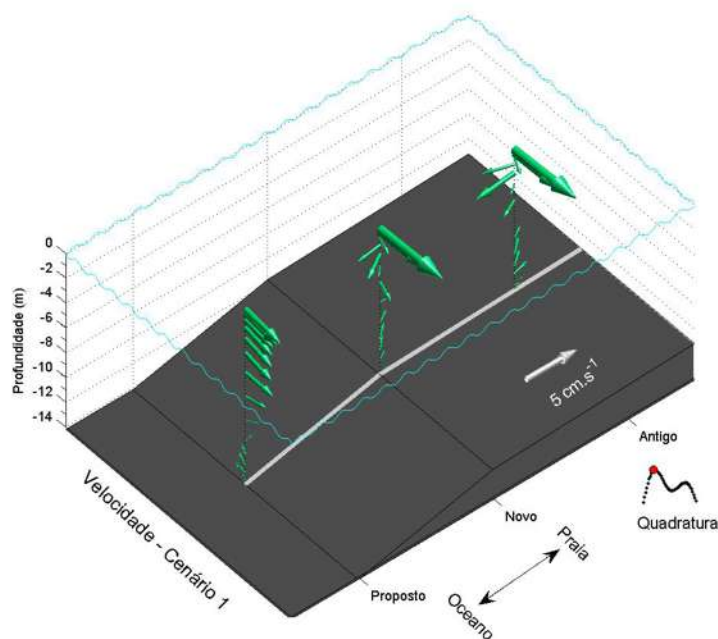 0
-2
-4
-6
-8
-10
-12
-14
Profundidade (m)
Velocidade - Cenário 1
5 cm.s⁻¹
Antigo
Novo
Proposto
Praia
Oceano
Quadratura